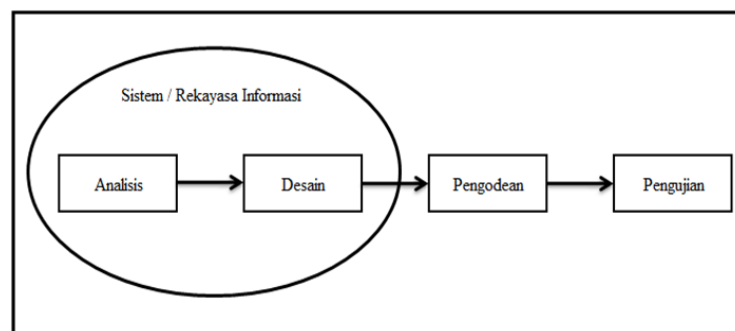 Sistem / Rekayasa Informasi
Analisis
Desain
Pengodean
Pengujian